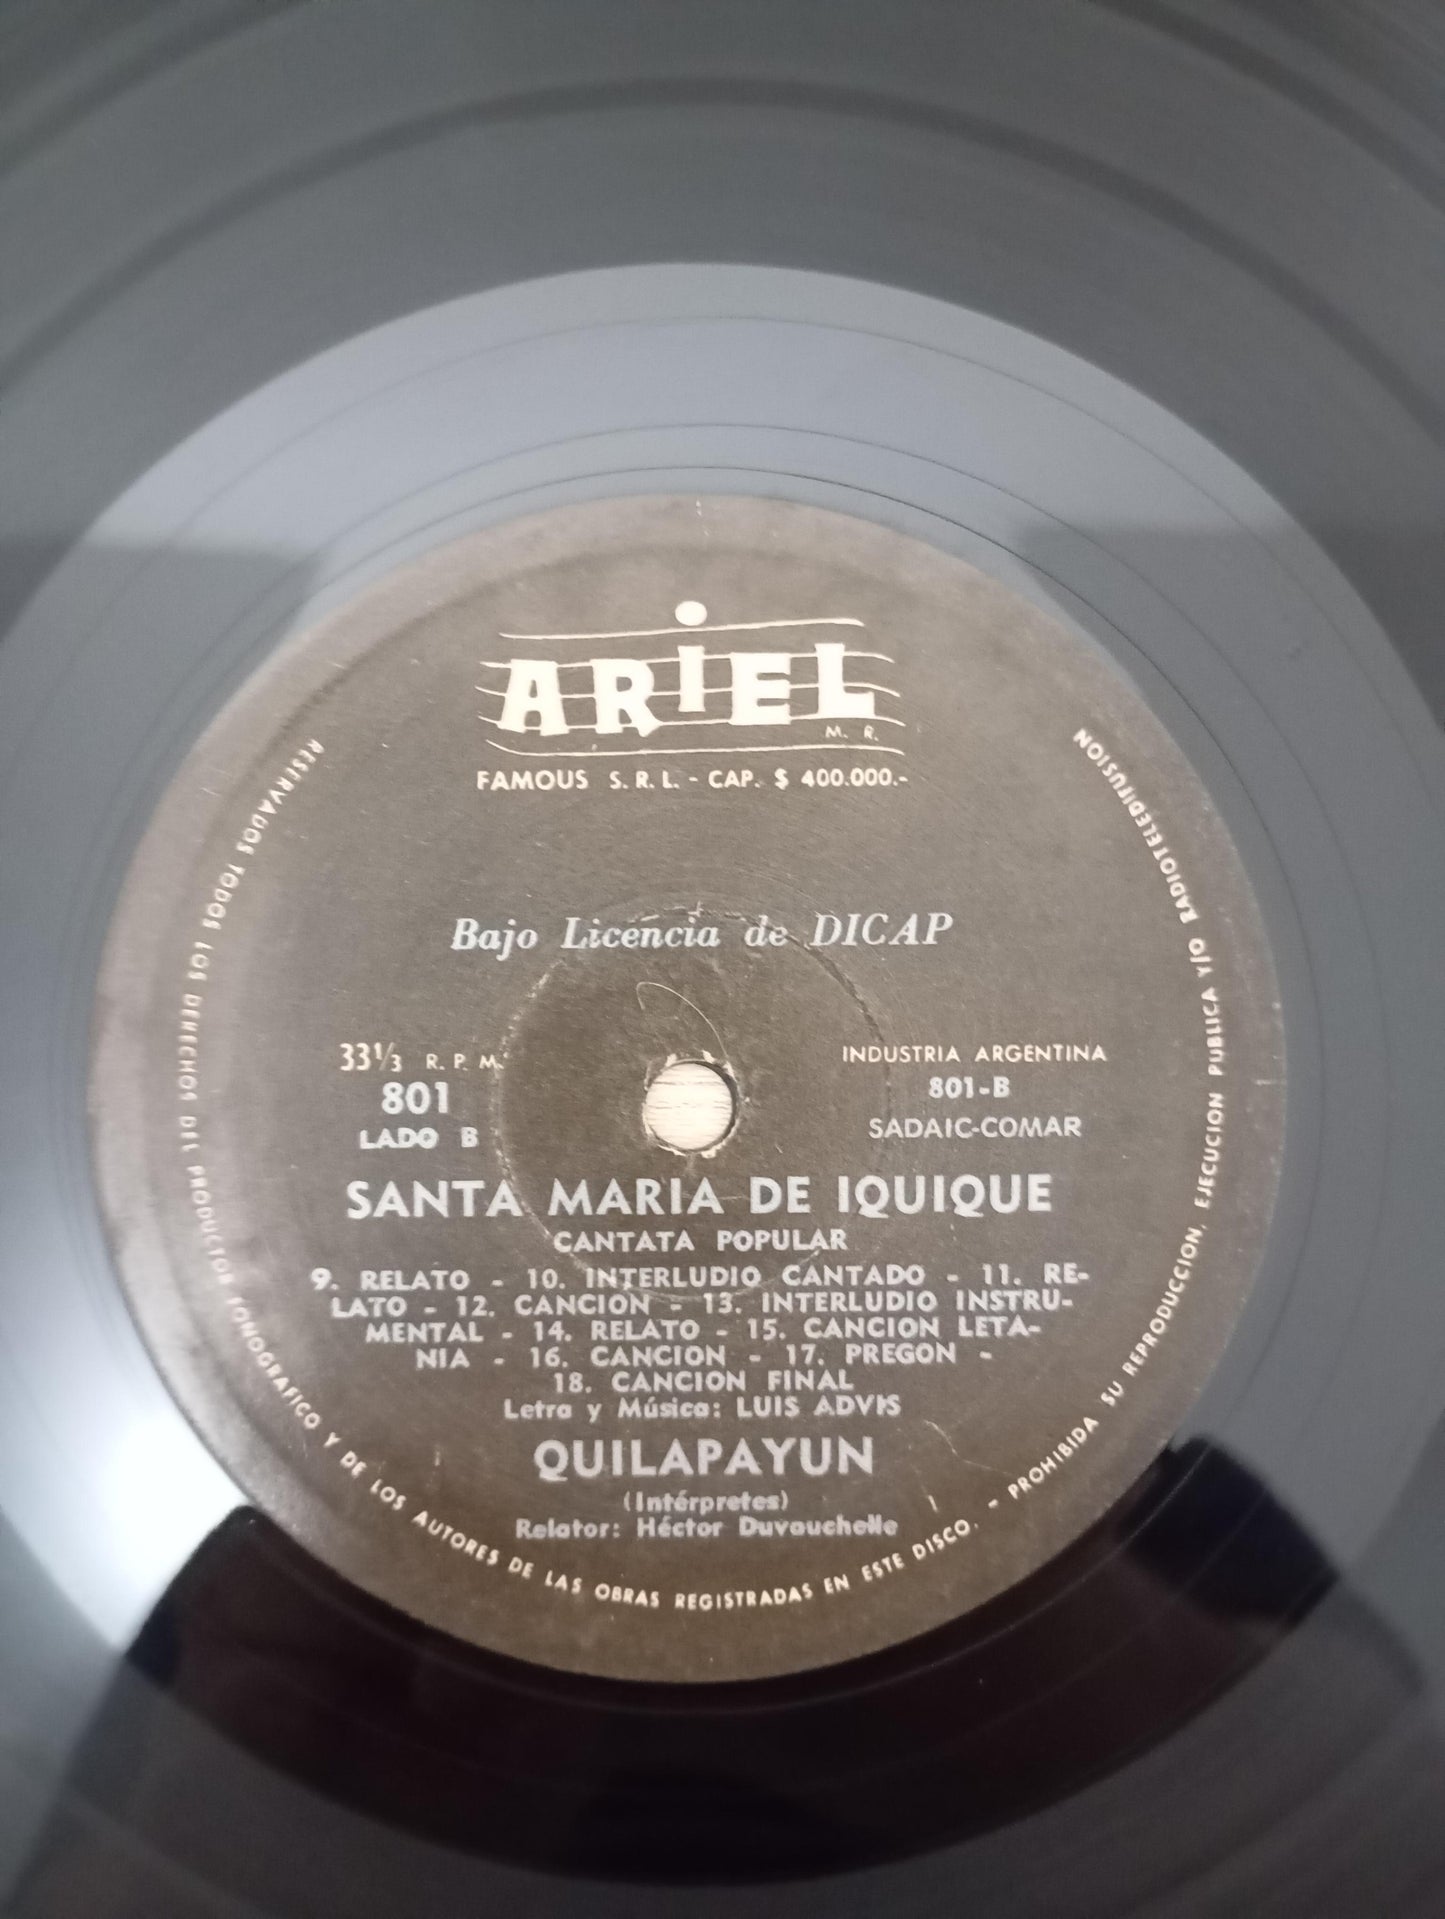 ARIEL
M. R.
FAMOUS S. R. L. - CAP. $ 400.000.-
Bajo Licencia de DICAP
33 1/3 R. P. M.
801
LADO B
INDUSTRIA ARGENTINA
801-B
SADAIC-COMAR
SANTA MARIA DE IQUIQUE
CANTATA POPULAR
9. RELATO - 10. INTERLUDIO CANTADO - 11. RE-
LATO - 12. CANCION - 13. INTERLUDIO INSTRU-
MENTAL - 14. RELATO - 15. CANCION LETA-
NIA - 16. CANCION - 17. PREGON -
18. CANCION FINAL
Letra y Música: LUIS ADVIS
QUILAPAYUN
(Intérpretes)
Relator: Héctor Duvauchelle
RESERVADOS TODOS LOS DERECHOS DEL PRODUCTOR FONOGRAFICO Y DE LOS AUTORES DE LAS OBRAS REGISTRADAS EN ESTE DISCO. - PROHIBIDA SU REPRODUCCION, EJECUCION PUBLICA Y/O RADIOTELEDIFUSION